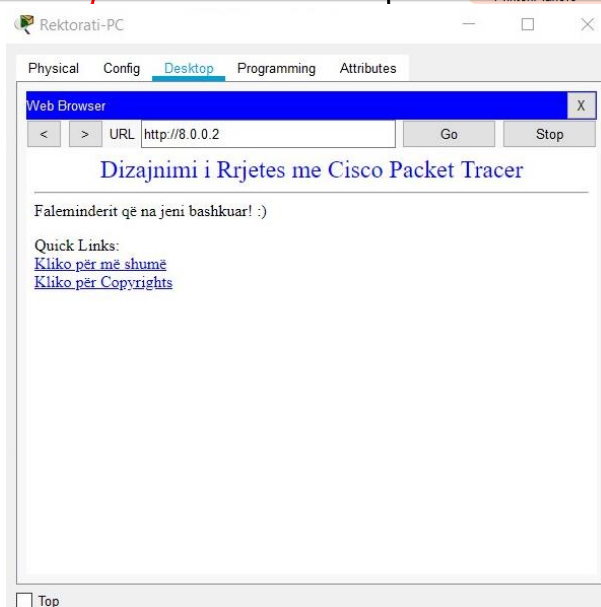 Rektorati-PC
Physical Config Desktop Programming Attributes
Web Browser X
< > URL http://8.0.0.2 Go Stop
Dizajnimi i Rrjetes me Cisco Packet Tracer
Faleminderit që na jeni bashkuar! :)
Quick Links:
Kliko për më shumë
Kliko për Copyrights
Top